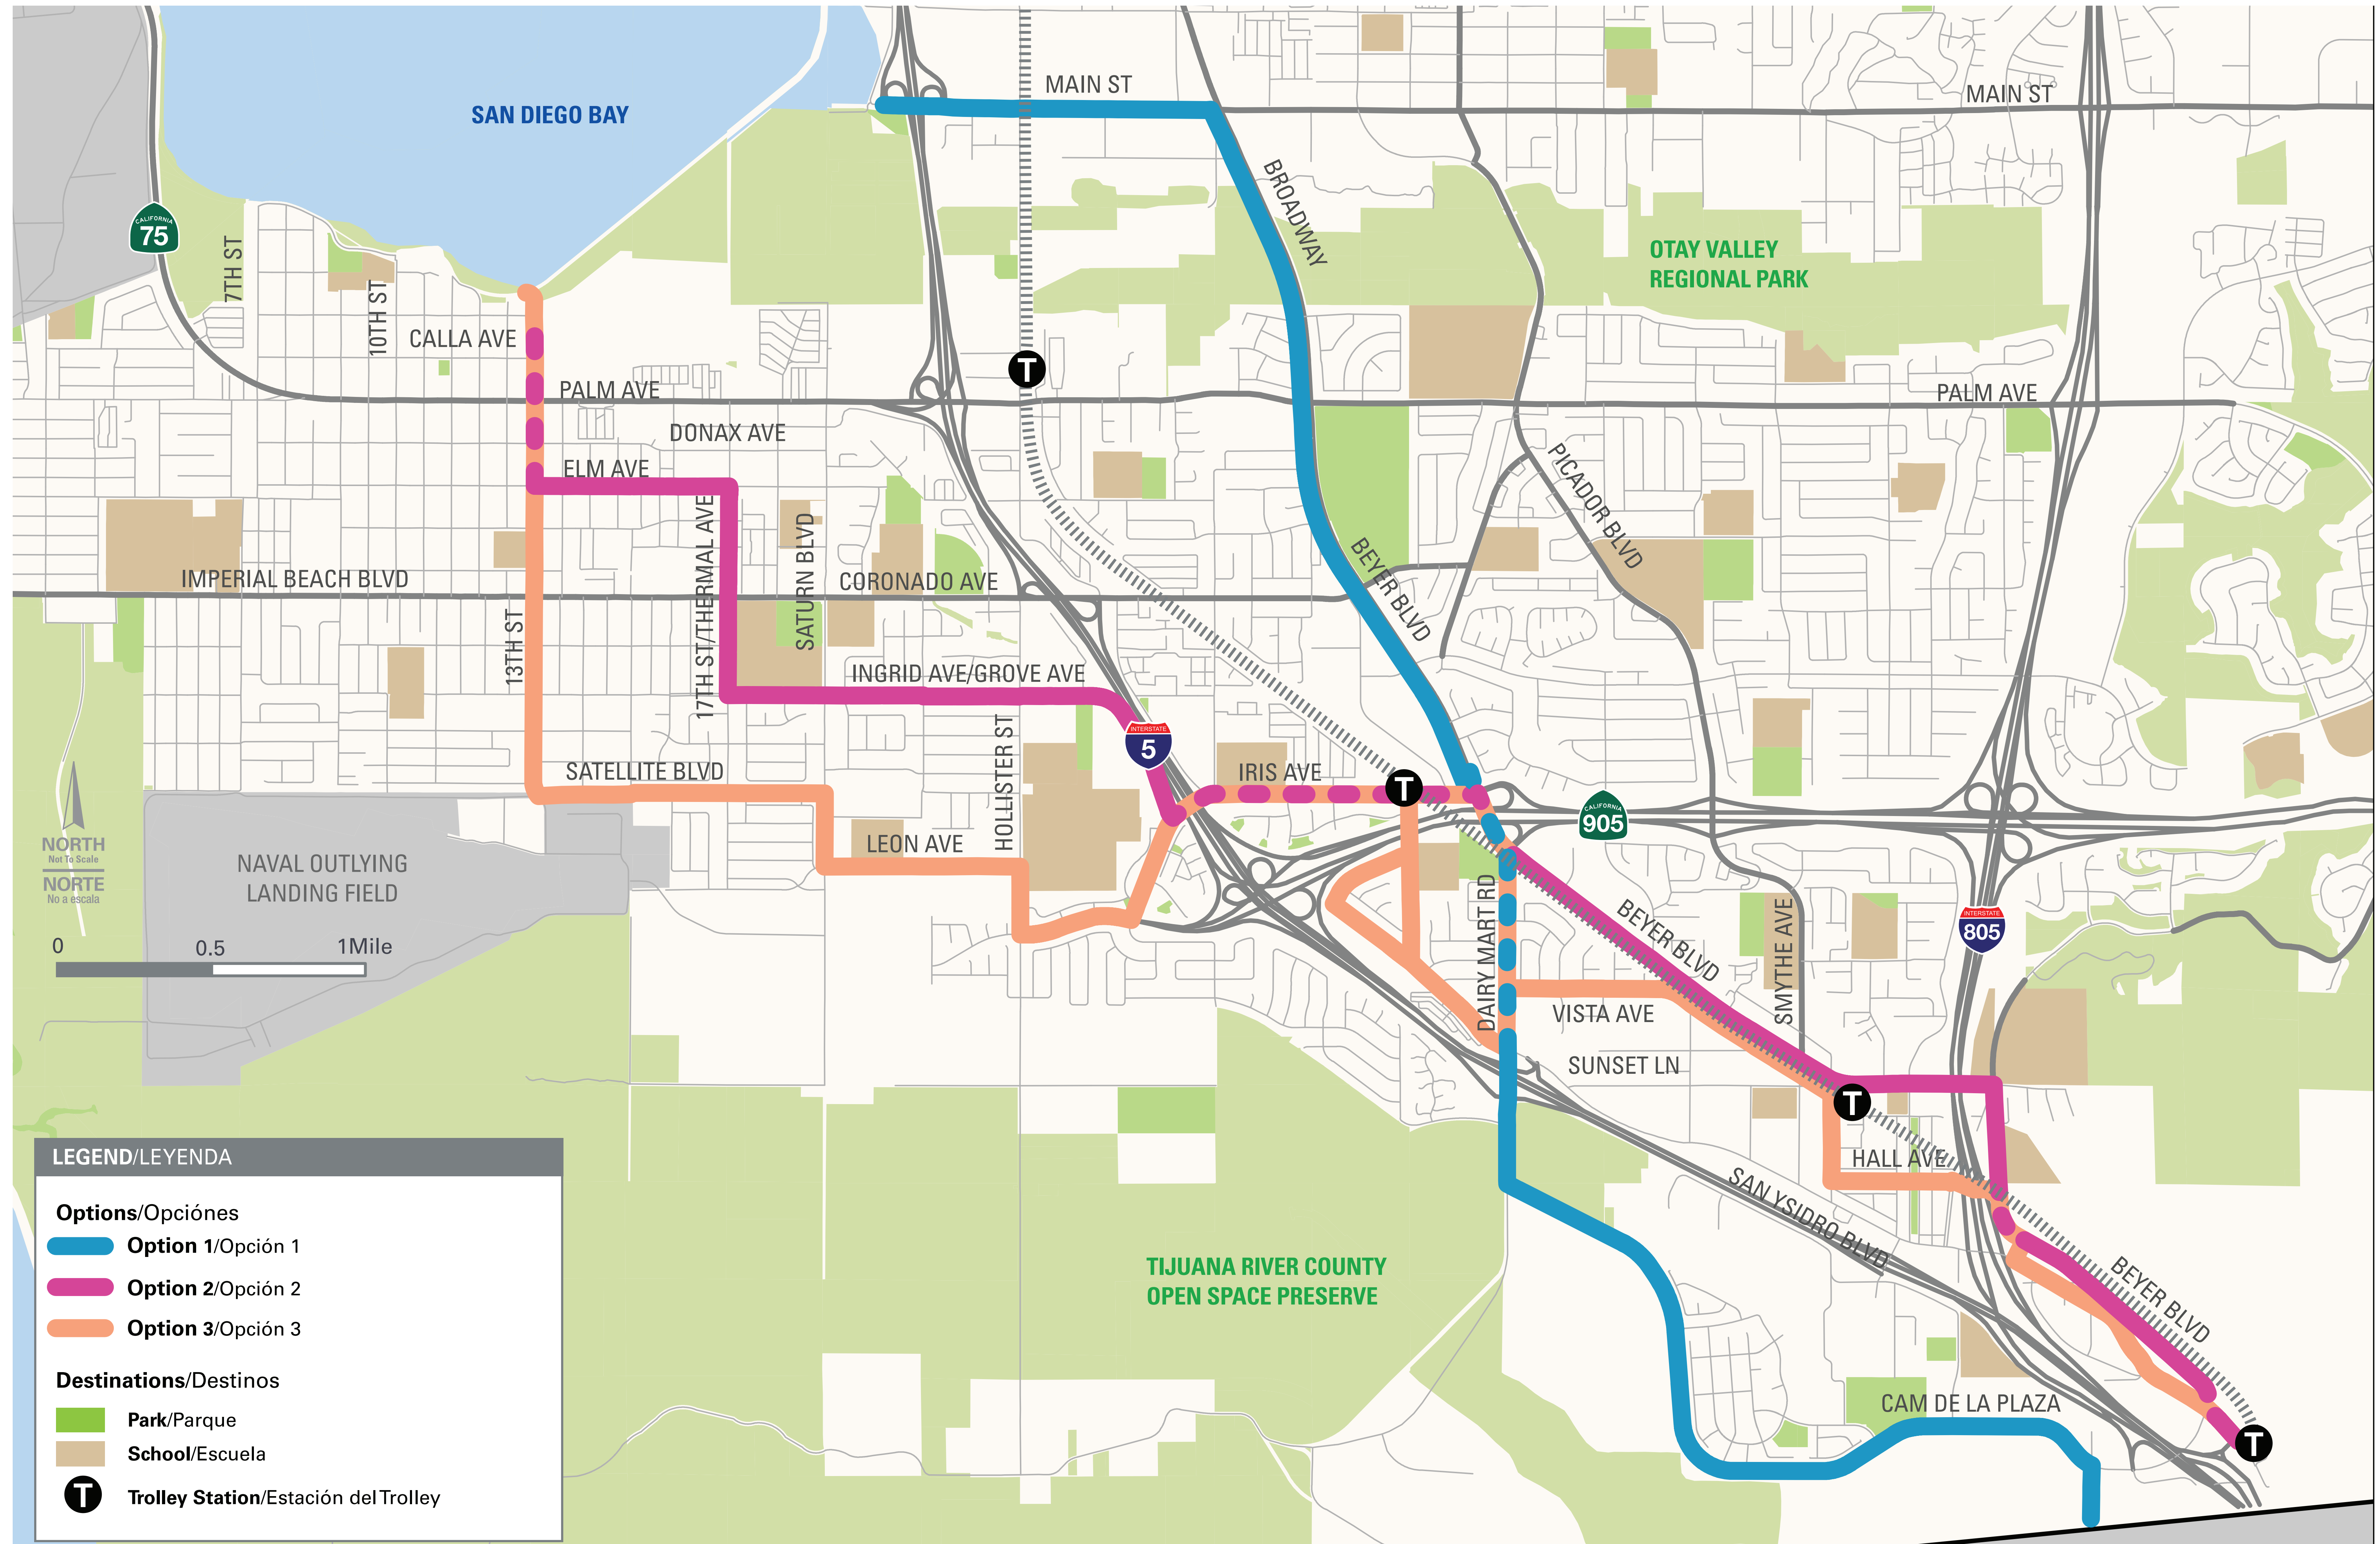 MAIN ST
MAIN ST
SAN DIEGO BAY
BROADWAY
CALIFORNIA
75
7TH ST
OTAY VALLEY
REGIONAL PARK
10TH ST
CALLA AVE
T
PALM AVE
PALM AVE
DONAX AVE
ELM AVE
PICADOR BLVD
17TH ST/THERMAL AVE
SATURN BLVD
BEYER BLVD
IMPERIAL BEACH BLVD
CORONADO AVE
13TH ST
INGRID AVE/GROVE AVE
HOLLISTER ST
INTERSTATE
5
SATELLITE BLVD
IRIS AVE
T
CALIFORNIA
905
NORTH
Not To Scale
NORTE
No a escala
LEON AVE
NAVAL OUTLYING
LANDING FIELD
DAIRY MART RD
BEYER BLVD
SMYTHE AVE
INTERSTATE
805
0
0.5
1Mile
VISTA AVE
SUNSET LN
T
HALL AVE
SAN YSIDRO BLVD
TIJUANA RIVER COUNTY
OPEN SPACE PRESERVE
BEYER BLVD
CAM DE LA PLAZA
T
LEGEND/LEYENDA
Options/Opciónes
Option 1/Opción 1
Option 2/Opción 2
Option 3/Opción 3
Destinations/Destinos
Park/Parque
School/Escuela
T
Trolley Station/Estación del Trolley